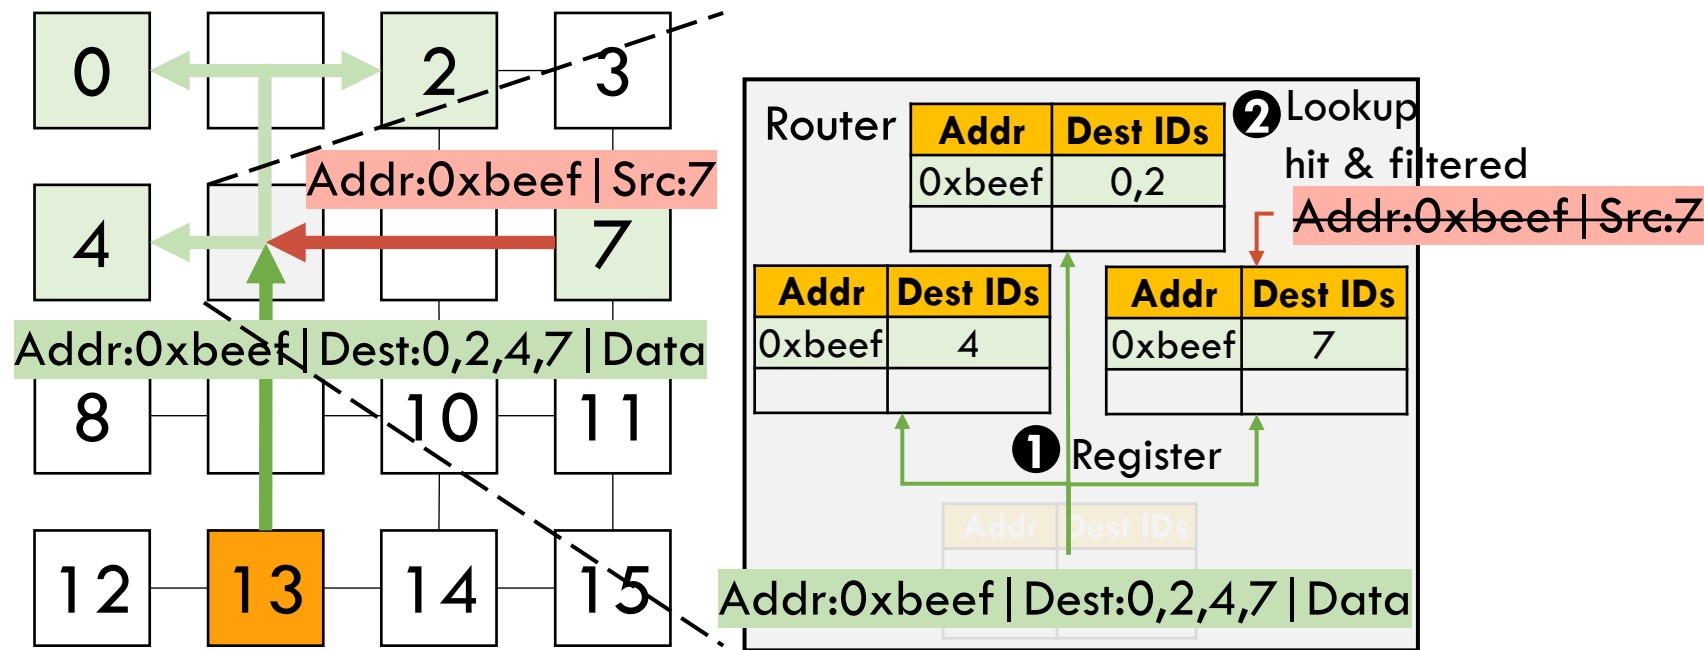 0
2
3
Addr:0xbeef|Src:7
4
7
Addr:0xbeef|Dest:0,2,4,7|Data
8
10
11
12
13
14
15
Router
Addr Dest IDs
0xbeef 0,2
❷ Lookup
hit & filtered
Addr:0xbeef|Src:7
Addr Dest IDs
0xbeef 4
Addr Dest IDs
0xbeef 7
❶ Register
Addr Dest IDs
Addr:0xbeef|Dest:0,2,4,7|Data